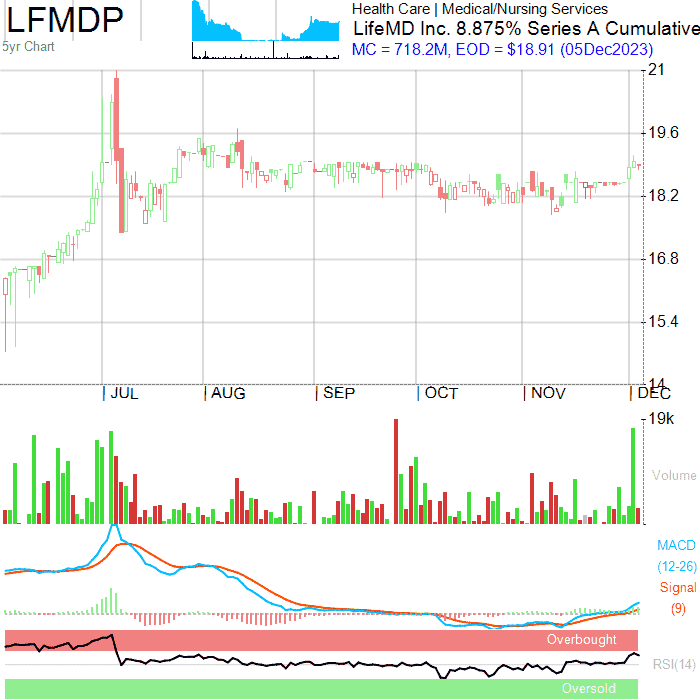 LFMDP
5yr Chart
Health Care | Medical/Nursing Services
LifeMD Inc. 8.875% Series A Cumulative
MC = 718.2M, EOD = $18.91 (05Dec2023)
21
19.6
18.2
16.8
15.4
14
JUL AUG SEP OCT NOV DEC
19k
Volume
MACD
(12-26)
Signal
(9)
Overbought
RSI(14)
Oversold